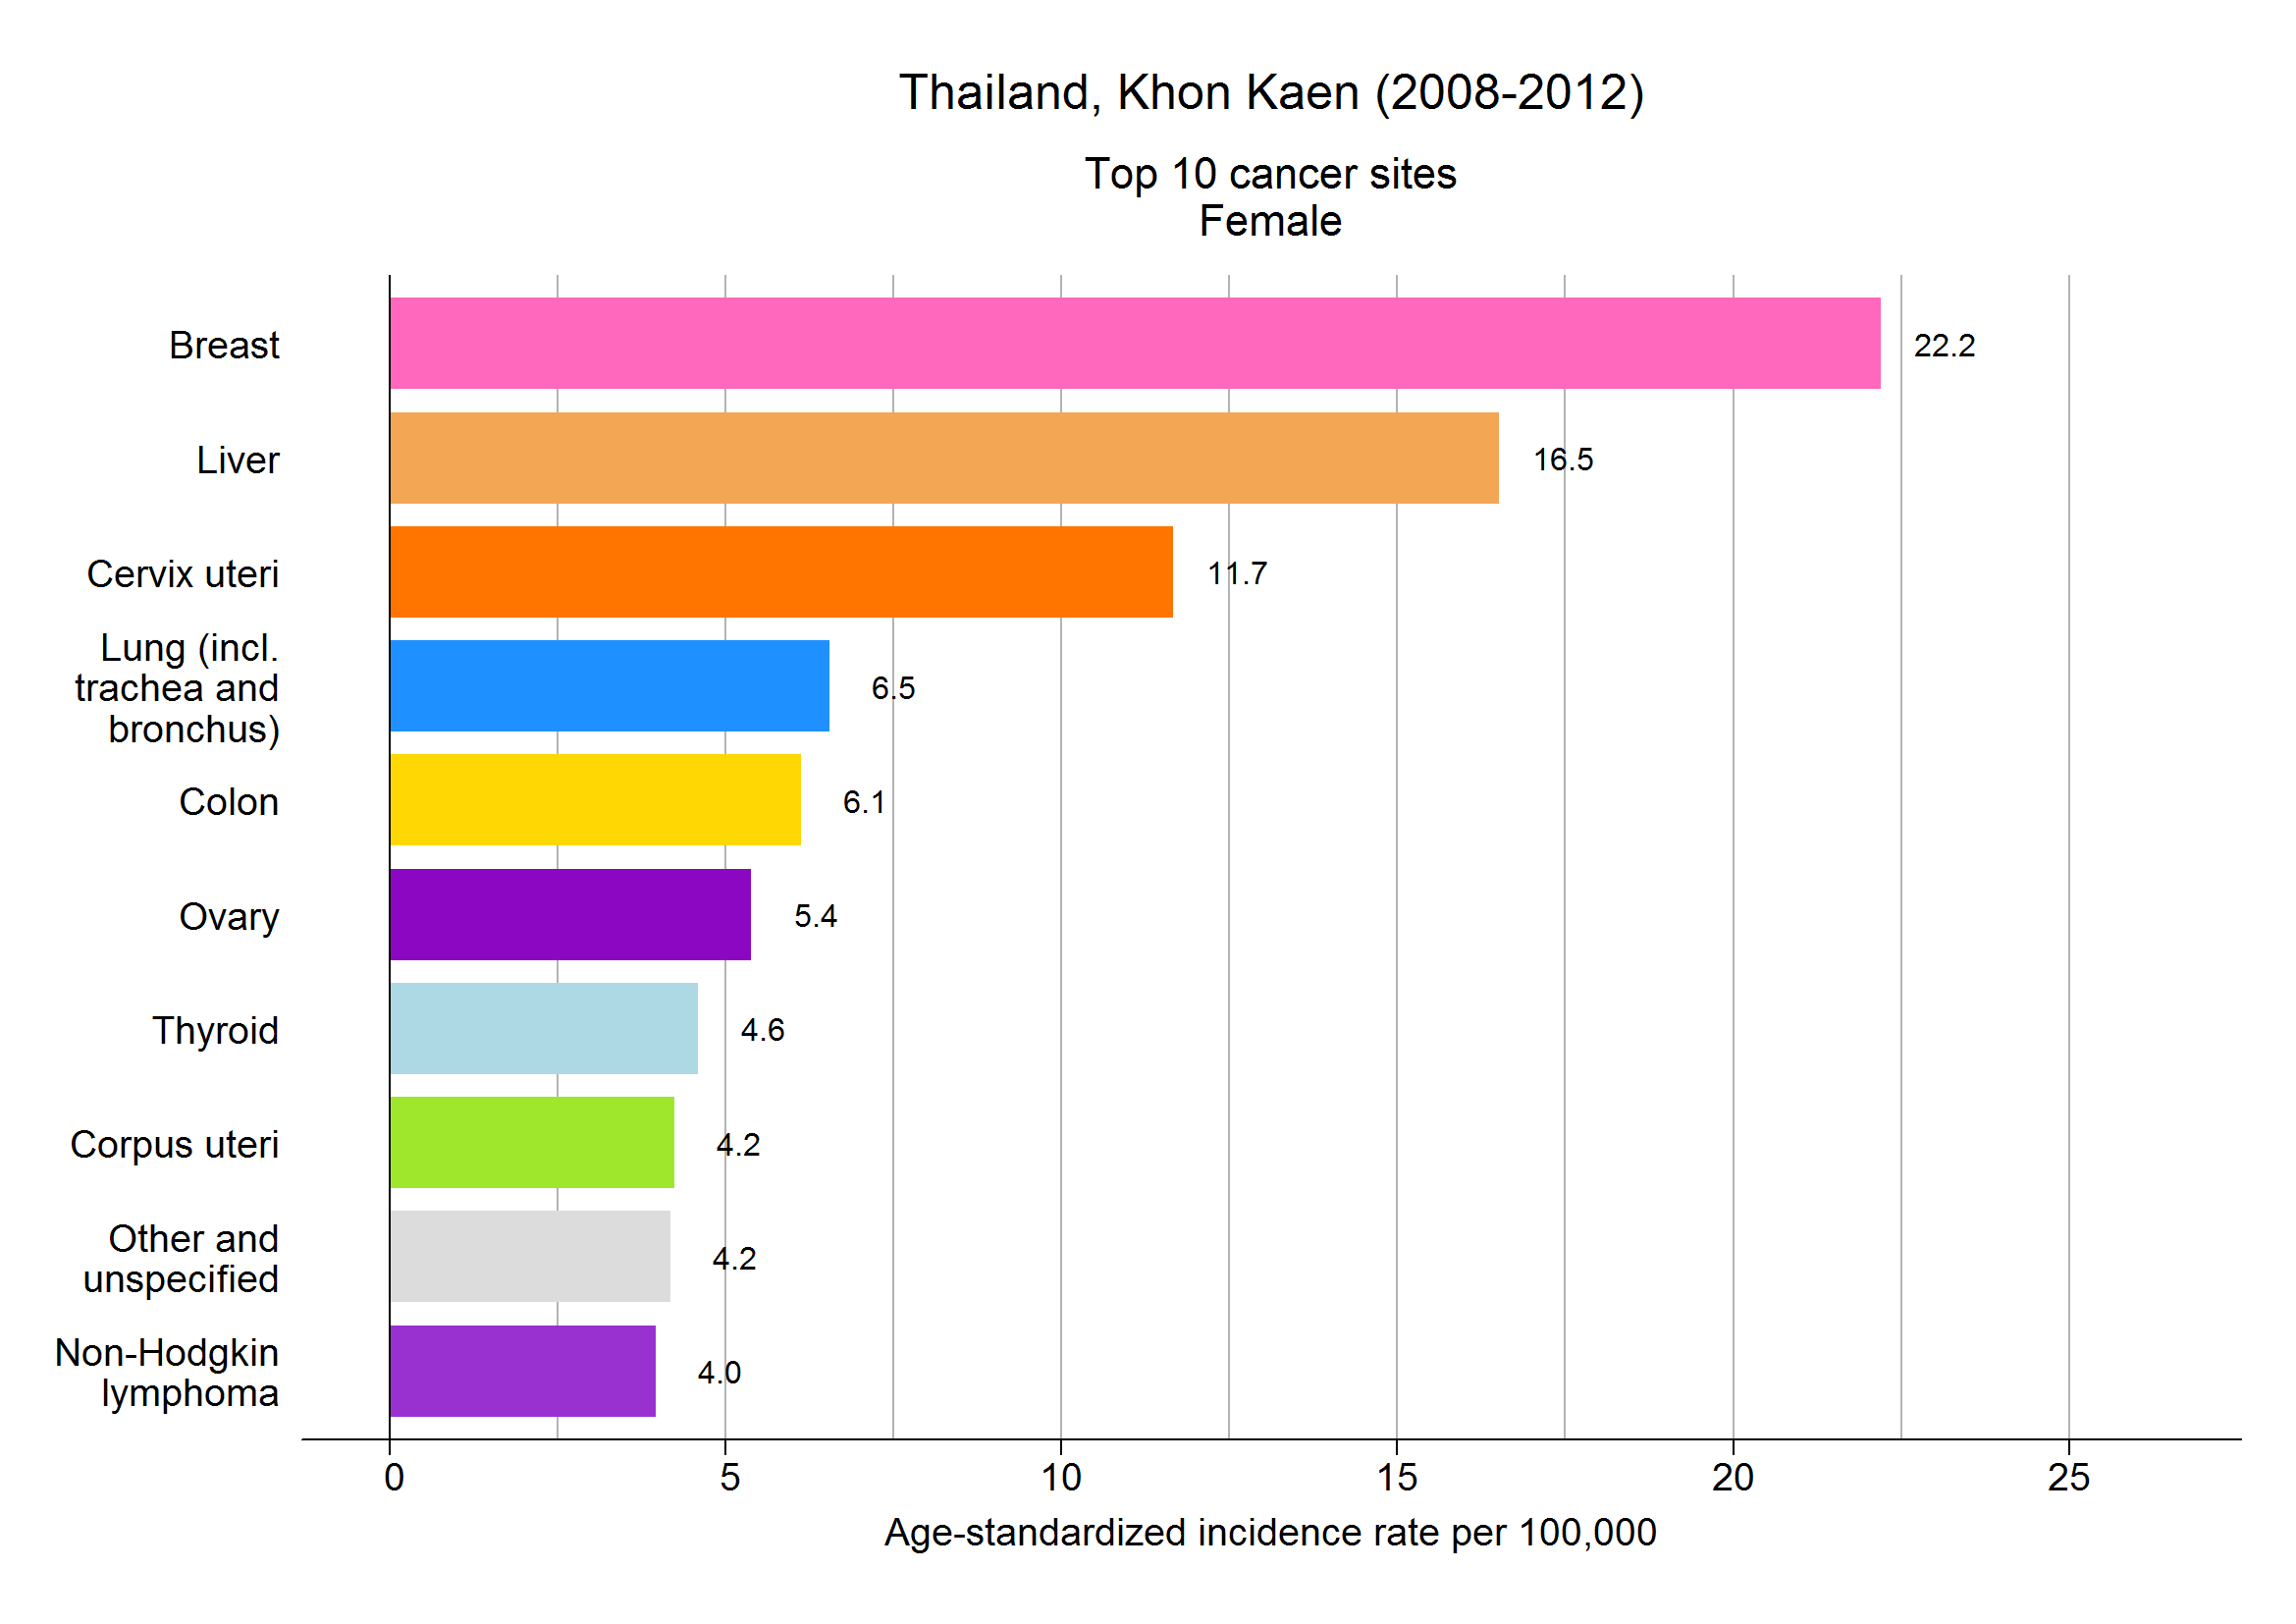 Thailand, Khon Kaen (2008-2012)
Top 10 cancer sites
Female
Breast
22.2
Liver
16.5
Cervix uteri
11.7
Lung (incl.
trachea and
bronchus)
6.5
Colon
6.1
Ovary
5.4
Thyroid
4.6
Corpus uteri
4.2
Other and
unspecified
4.2
Non-Hodgkin
lymphoma
4.0
0 5 10 15 20 25
Age-standardized incidence rate per 100,000